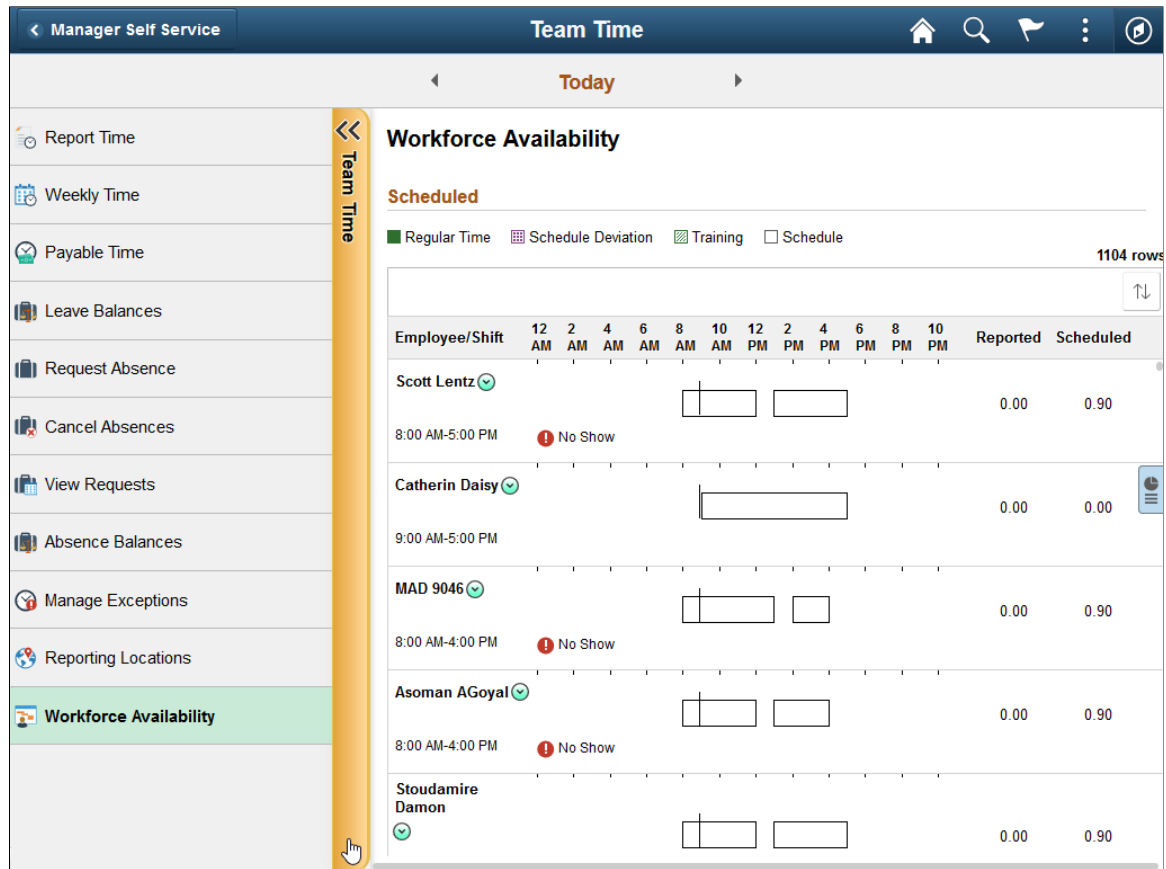 Manager Self Service
Team Time
Today
Report Time
Weekly Time
Payable Time
Leave Balances
Request Absence
Cancel Absences
View Requests
Absence Balances
Manage Exceptions
Reporting Locations
Workforce Availability
Team Time
Workforce Availability
Scheduled
Regular Time Schedule Deviation Training Schedule
1104 rows
Employee/Shift 12 AM 2 AM 4 AM 6 AM 8 AM 10 AM 12 PM 2 PM 4 PM 6 PM 8 PM 10 PM Reported Scheduled
Scott Lentz
0.00 0.90
8:00 AM-5:00 PM No Show
Catherin Daisy
0.00 0.00
9:00 AM-5:00 PM
MAD 9046
0.00 0.90
8:00 AM-4:00 PM No Show
Asoman AGoyal
0.00 0.90
8:00 AM-4:00 PM No Show
Stoudamire
Damon
0.00 0.90